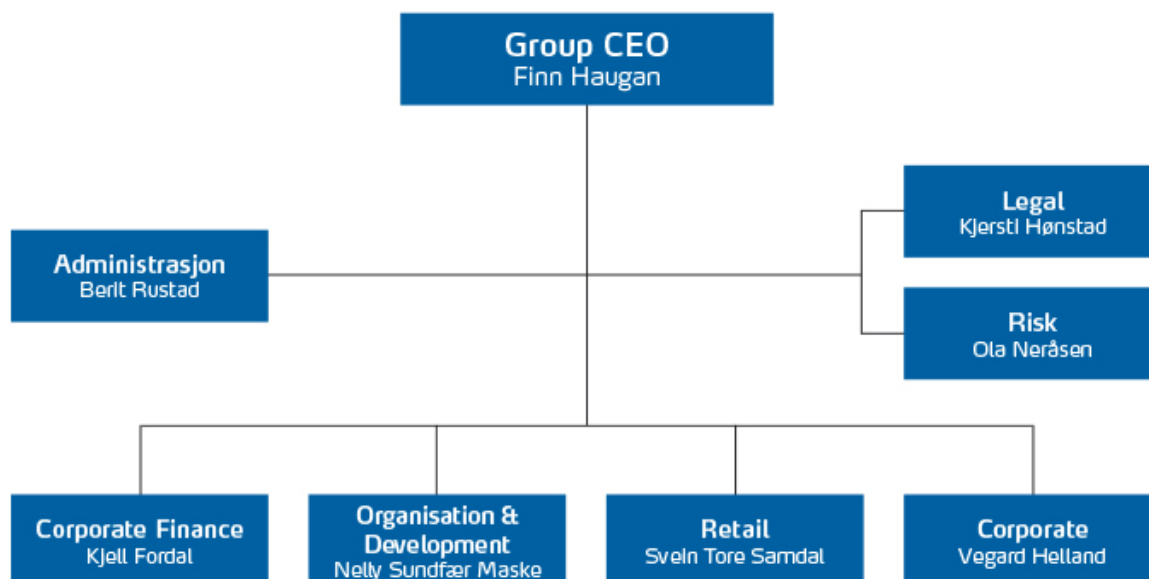 Group CEO
Finn Haugan
Legal
Kjersti Hønstad
Administrasjon
Berit Rustad
Risk
Ola Neråsen
Corporate Finance
Kjell Fordal
Organisation &
Development
Nelly Sundfær Maske
Retail
Svein Tore Samdal
Corporate
Vegard Helland